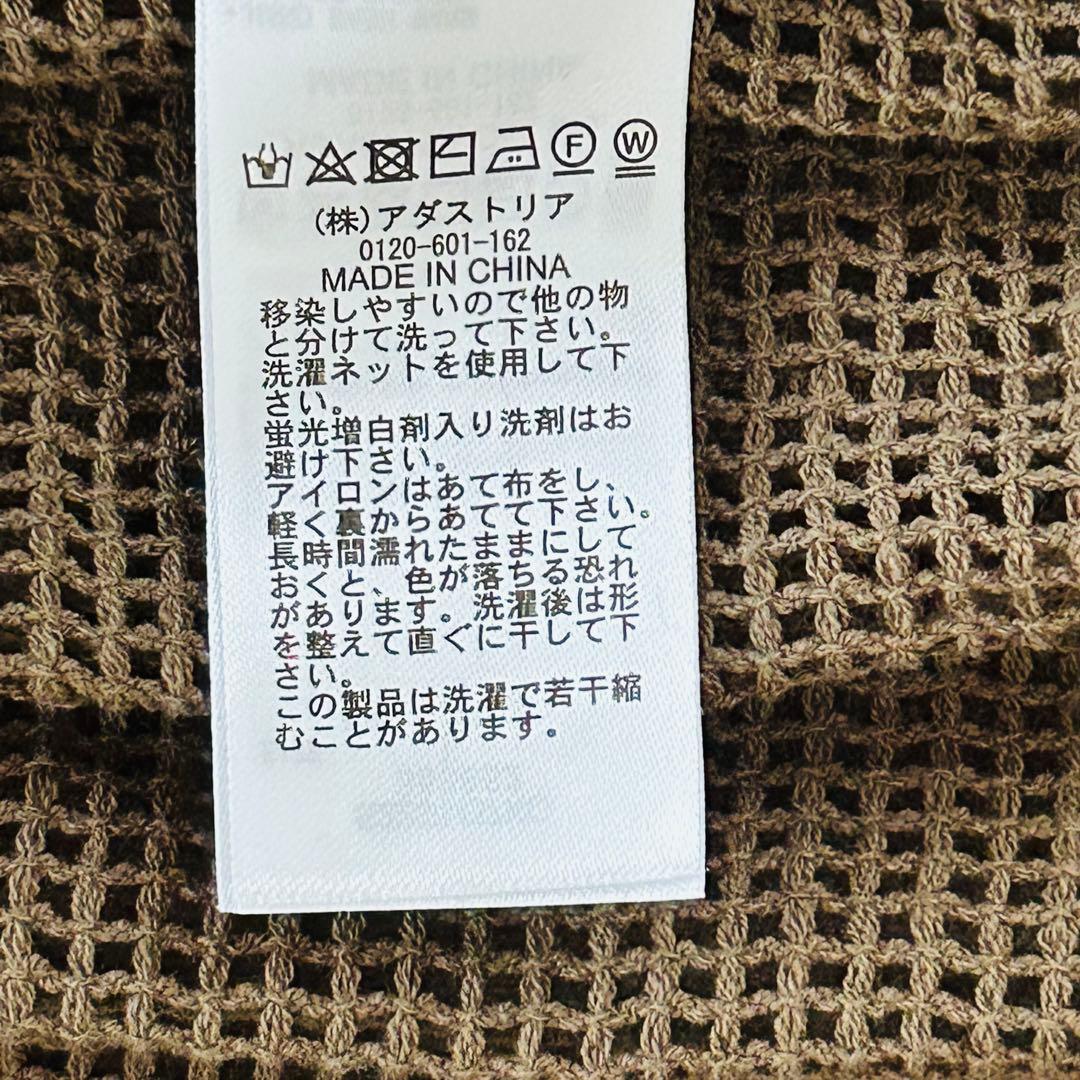 F W
(株)アダストリア
0120-601-162
MADE IN CHINA
移染しやすいので他の物
と分けて洗って下さい。
洗濯ネットを使用して下
さい。
蛍光増白剤入り洗剤はお
避け下さい。
アイロンはあて布をし、
軽く裏からあてて下さい。
長時間濡れたままにして
おくと、色が落ちる恐れ
があります。洗濯後は形
を整えて直ぐに干して下
さい。
この製品は洗濯で若干縮
むことがあります。